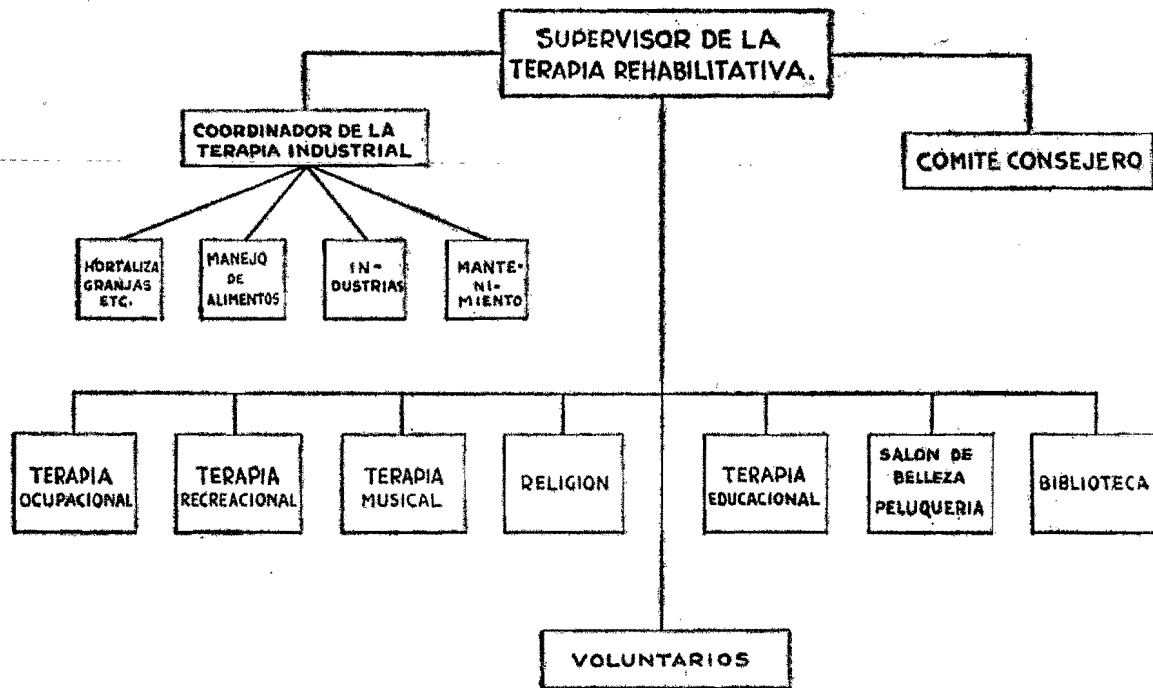 SUPERVISOR DE LA
TERAPIA REHABILITATIVA.
COORDINADOR DE LA
TERAPIA INDUSTRIAL
COMITE CONSEJERO
HORTALIZA
GRANJAS
ETC.
MANEJO
DE
ALIMENTOS
IN-
DUSTRIAS
MANTE-
NI-
MIENTO
TERAPIA
OCUPACIONAL
TERAPIA
RECREACIONAL
TERAPIA
MUSICAL
RELIGION
TERAPIA
EDUCACIONAL
SALON DE
BELLEZA
PELUQUERIA
BIBLIOTECA
VOLUNTARIOS